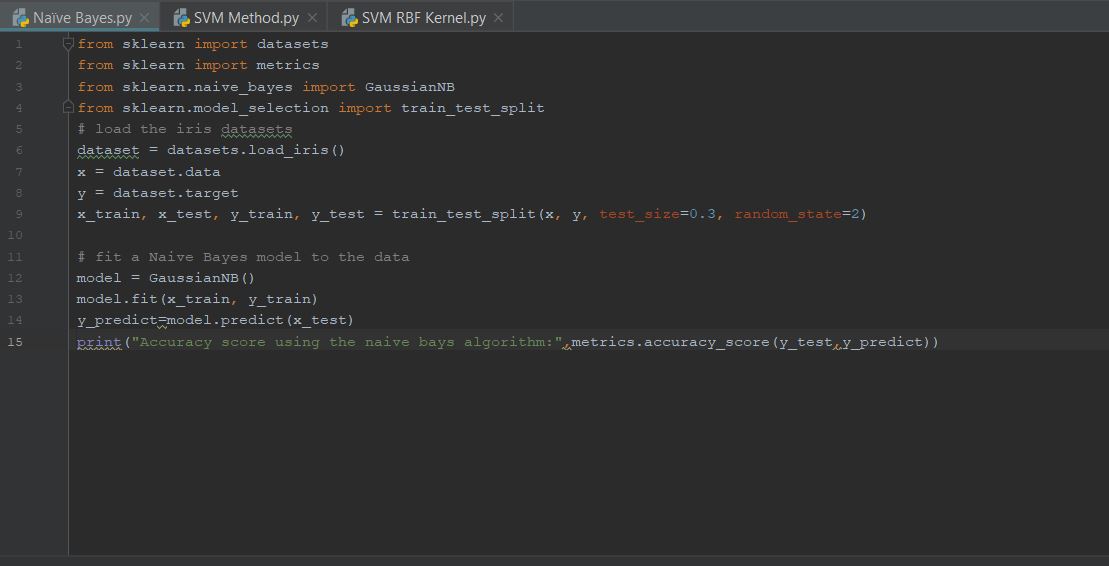 Naïve Bayes.py SVM Method.py SVM RBF Kernel.py
1 from sklearn import datasets
2 from sklearn import metrics
3 from sklearn.naive_bayes import GaussianNB
4 from sklearn.model_selection import train_test_split
5 # load the iris datasets
6 dataset = datasets.load_iris()
7 x = dataset.data
8 y = dataset.target
9 x_train, x_test, y_train, y_test = train_test_split(x, y, test_size=0.3, random_state=2)
10
11 # fit a Naive Bayes model to the data
12 model = GaussianNB()
13 model.fit(x_train, y_train)
14 y_predict=model.predict(x_test)
15 print("Accuracy score using the naive bays algorithm:",metrics.accuracy_score(y_test,y_predict))